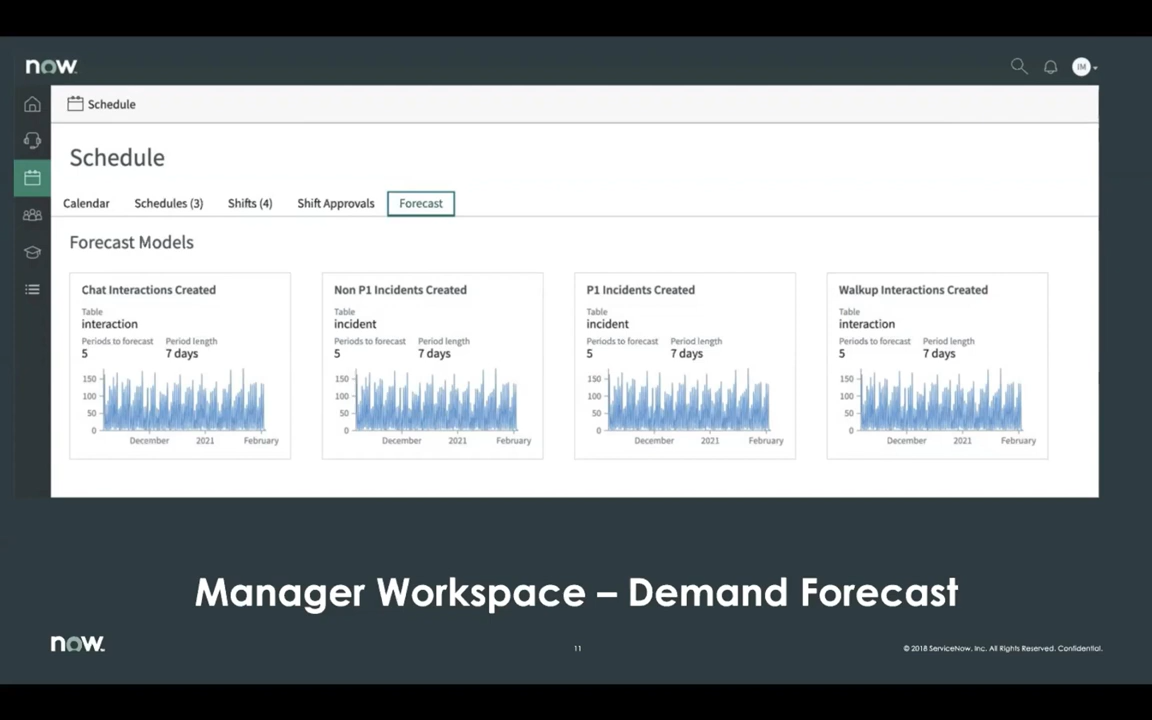 now
IM
Schedule
Schedule
Calendar Schedules (3) Shifts (4) Shift Approvals Forecast
Forecast Models
Chat Interactions Created
Table
interaction
Periods to forecast Period length
5 7 days
150
100
50
0
December 2021 February
Non P1 Incidents Created
Table
incident
Periods to forecast Period length
5 7 days
150
100
50
0
December 2021 February
P1 Incidents Created
Table
incident
Periods to forecast Period length
5 7 days
150
100
50
0
December 2021 February
Walkup Interactions Created
Table
interaction
Periods to forecast Period length
5 7 days
150
100
50
0
December 2021 February
Manager Workspace – Demand Forecast
now.
11
© 2018 ServiceNow, Inc. All Rights Reserved. Confidential.